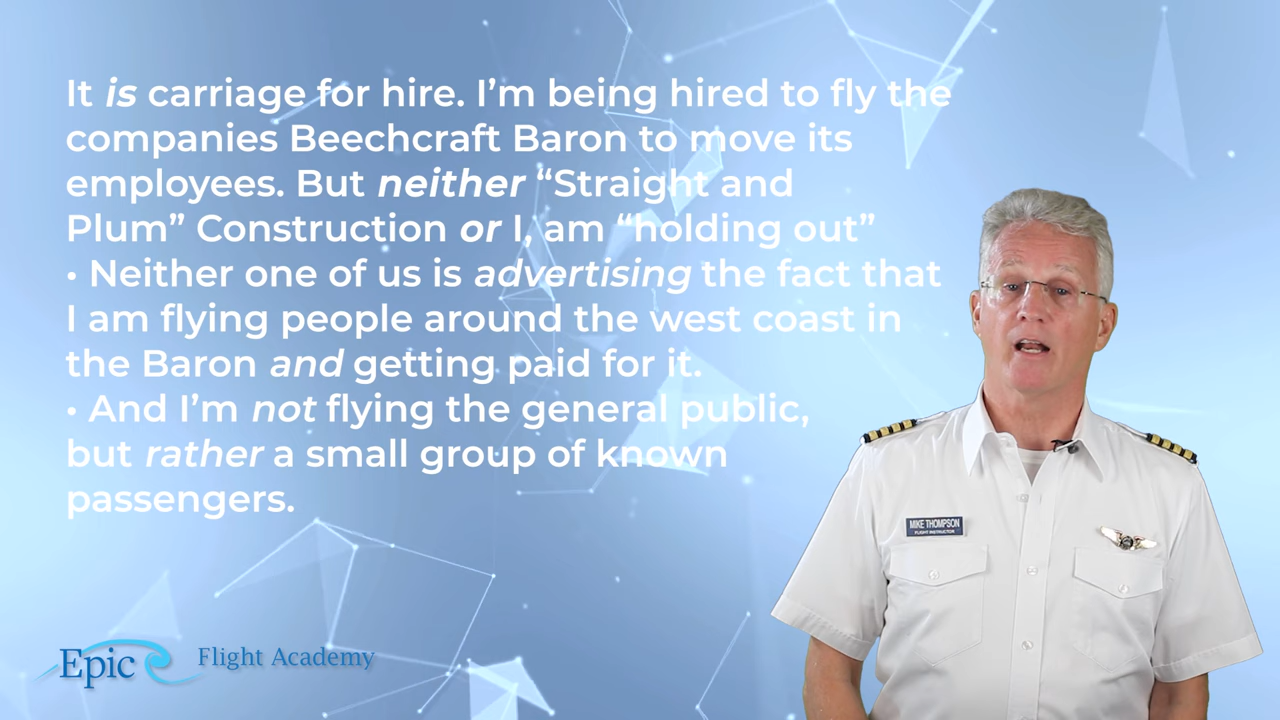 It is carriage for hire. I’m being hired to fly the
companies Beechcraft Baron to move its
employees. But neither “Straight and
Plum” Construction or I, am “holding out”
• Neither one of us is advertising the fact that
I am flying people around the west coast in
the Baron and getting paid for it.
• And I’m not flying the general public,
but rather a small group of known
passengers.
MIKE THOMPSON
FLIGHT INSTRUCTOR
Epic Flight Academy